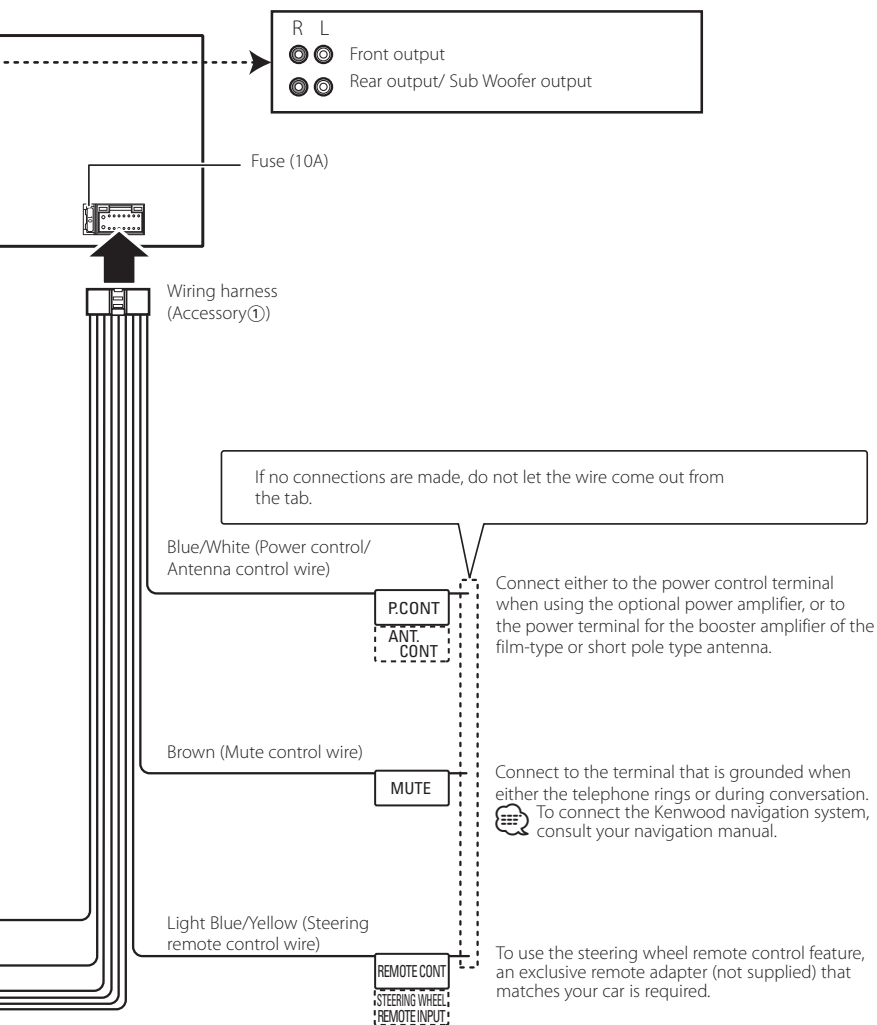 R L
Front output
Rear output/ Sub Woofer output
Fuse (10A)
Wiring harness
(Accessory①)
If no connections are made, do not let the wire come out from
the tab.
Blue/White (Power control/
Antenna control wire)
P.CONT
ANT.
CONT
Connect either to the power control terminal
when using the optional power amplifier, or to
the power terminal for the booster amplifier of the
film-type or short pole type antenna.
Brown (Mute control wire)
MUTE
Connect to the terminal that is grounded when
either the telephone rings or during conversation.
To connect the Kenwood navigation system,
consult your navigation manual.
Light Blue/Yellow (Steering
remote control wire)
REMOTE CONT
STEERING WHEEL
REMOTE INPUT
To use the steering wheel remote control feature,
an exclusive remote adapter (not supplied) that
matches your car is required.